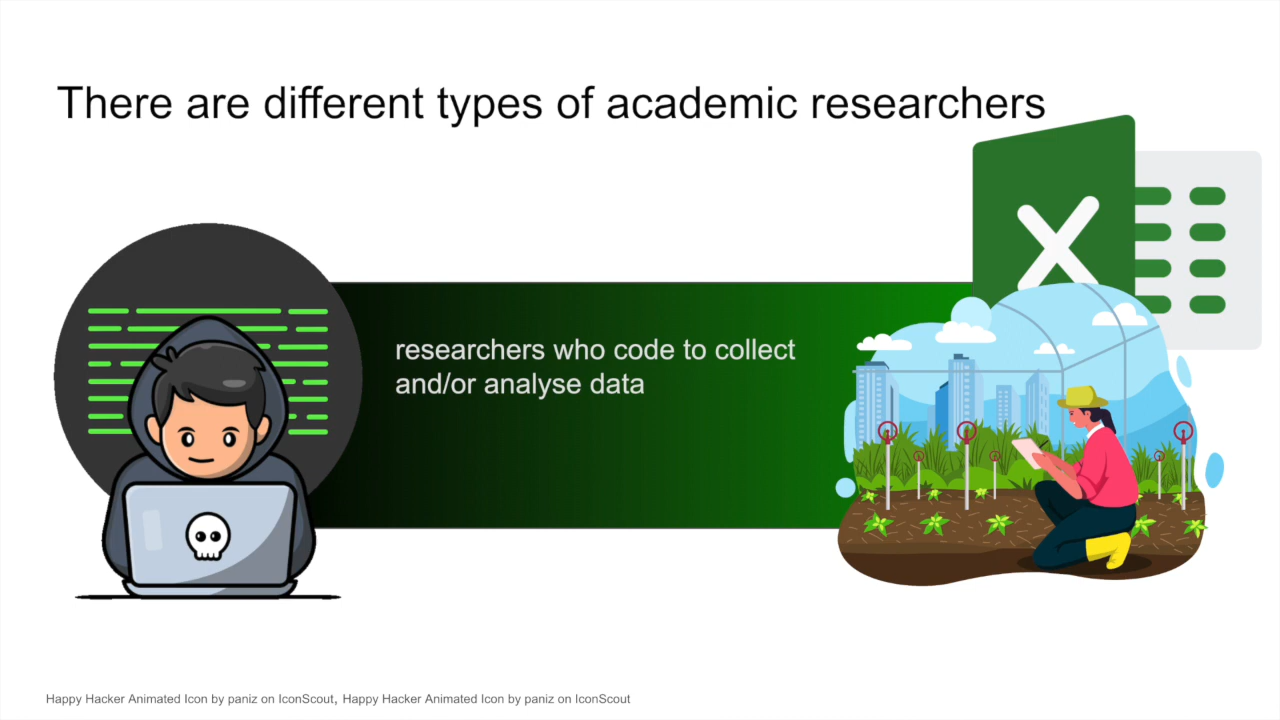 There are different types of academic researchers
X
researchers who code to collect
and/or analyse data
Happy Hacker Animated Icon by paniz on IconScout, Happy Hacker Animated Icon by paniz on IconScout